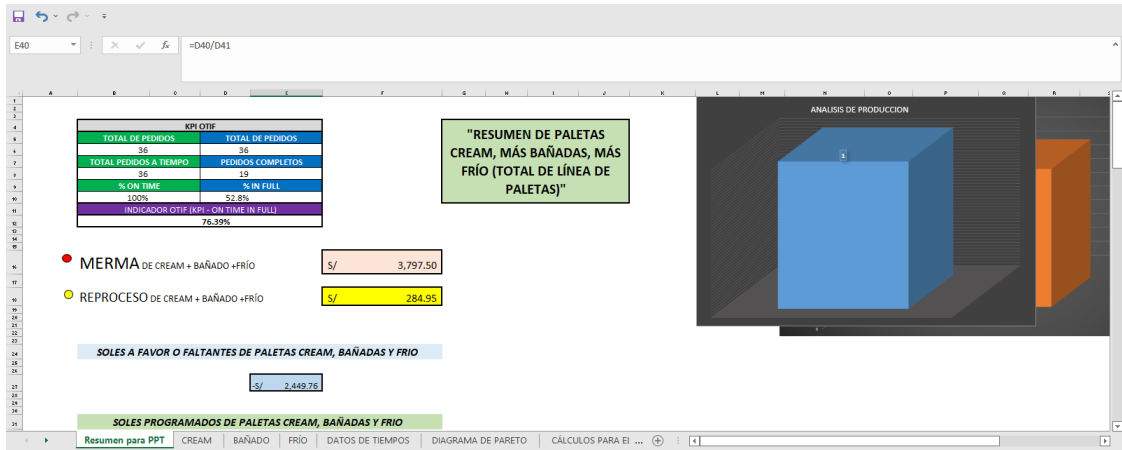 E40
fx
=D40/D41
A B C D E F G H I J K L M N O P Q R S
ANALISIS DE PRODUCCION
1
KPI OTIF
TOTAL DE PEDIDOS TOTAL DE PEDIDOS
36 36
TOTAL PEDIDOS A TIEMPO PEDIDOS COMPLETOS
36 19
% ON TIME % IN FULL
100% 52.8%
INDICADOR OTIF (KPI - ON TIME IN FULL)
76.39%
"RESUMEN DE PALETAS
CREAM, MÁS BAÑADAS, MÁS
FRÍO (TOTAL DE LÍNEA DE
PALETAS)"
MERMA DE CREAM + BAÑADO +FRÍO S/ 3,797.50
REPROCESO DE CREAM + BAÑADO +FRÍO S/ 284.95
SOLES A FAVOR O FALTANTES DE PALETAS CREAM, BAÑADAS Y FRIO
-S/ 2,449.76
SOLES PROGRAMADOS DE PALETAS CREAM, BAÑADAS Y FRIO
Resumen para PPT CREAM BAÑADO FRÍO DATOS DE TIEMPOS DIAGRAMA DE PARETO CÁLCULOS PARA EL ...